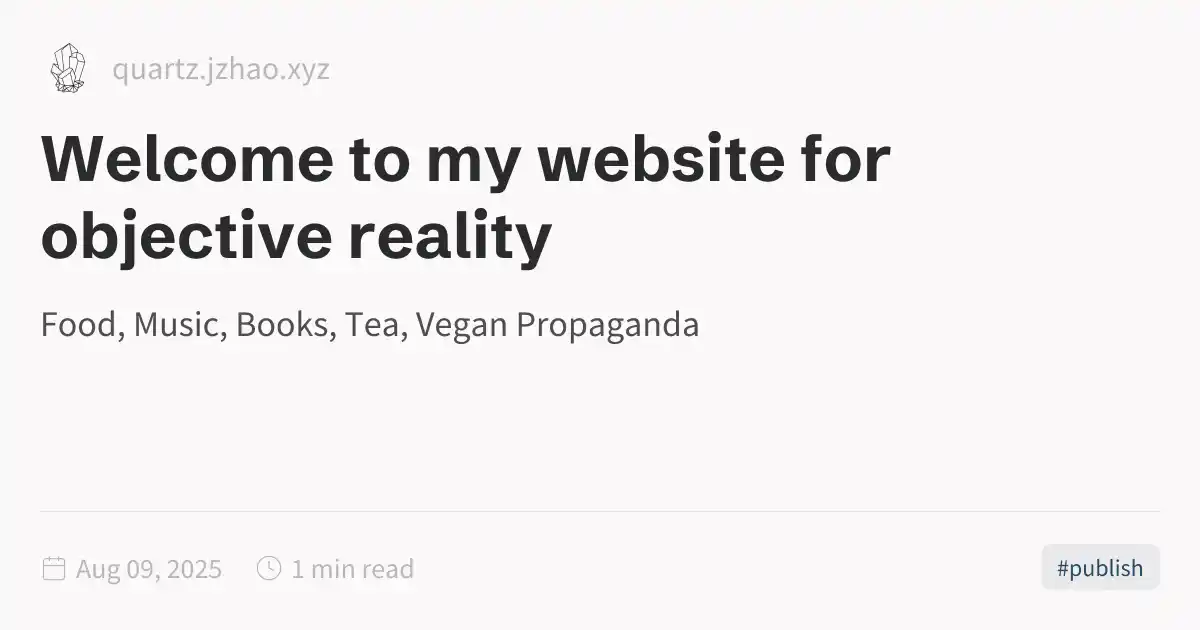 quartz.jzhao.xyz
Welcome to my website for
objective reality
Food, Music, Books, Tea, Vegan Propaganda
Aug 09, 2025 1 min read #publish